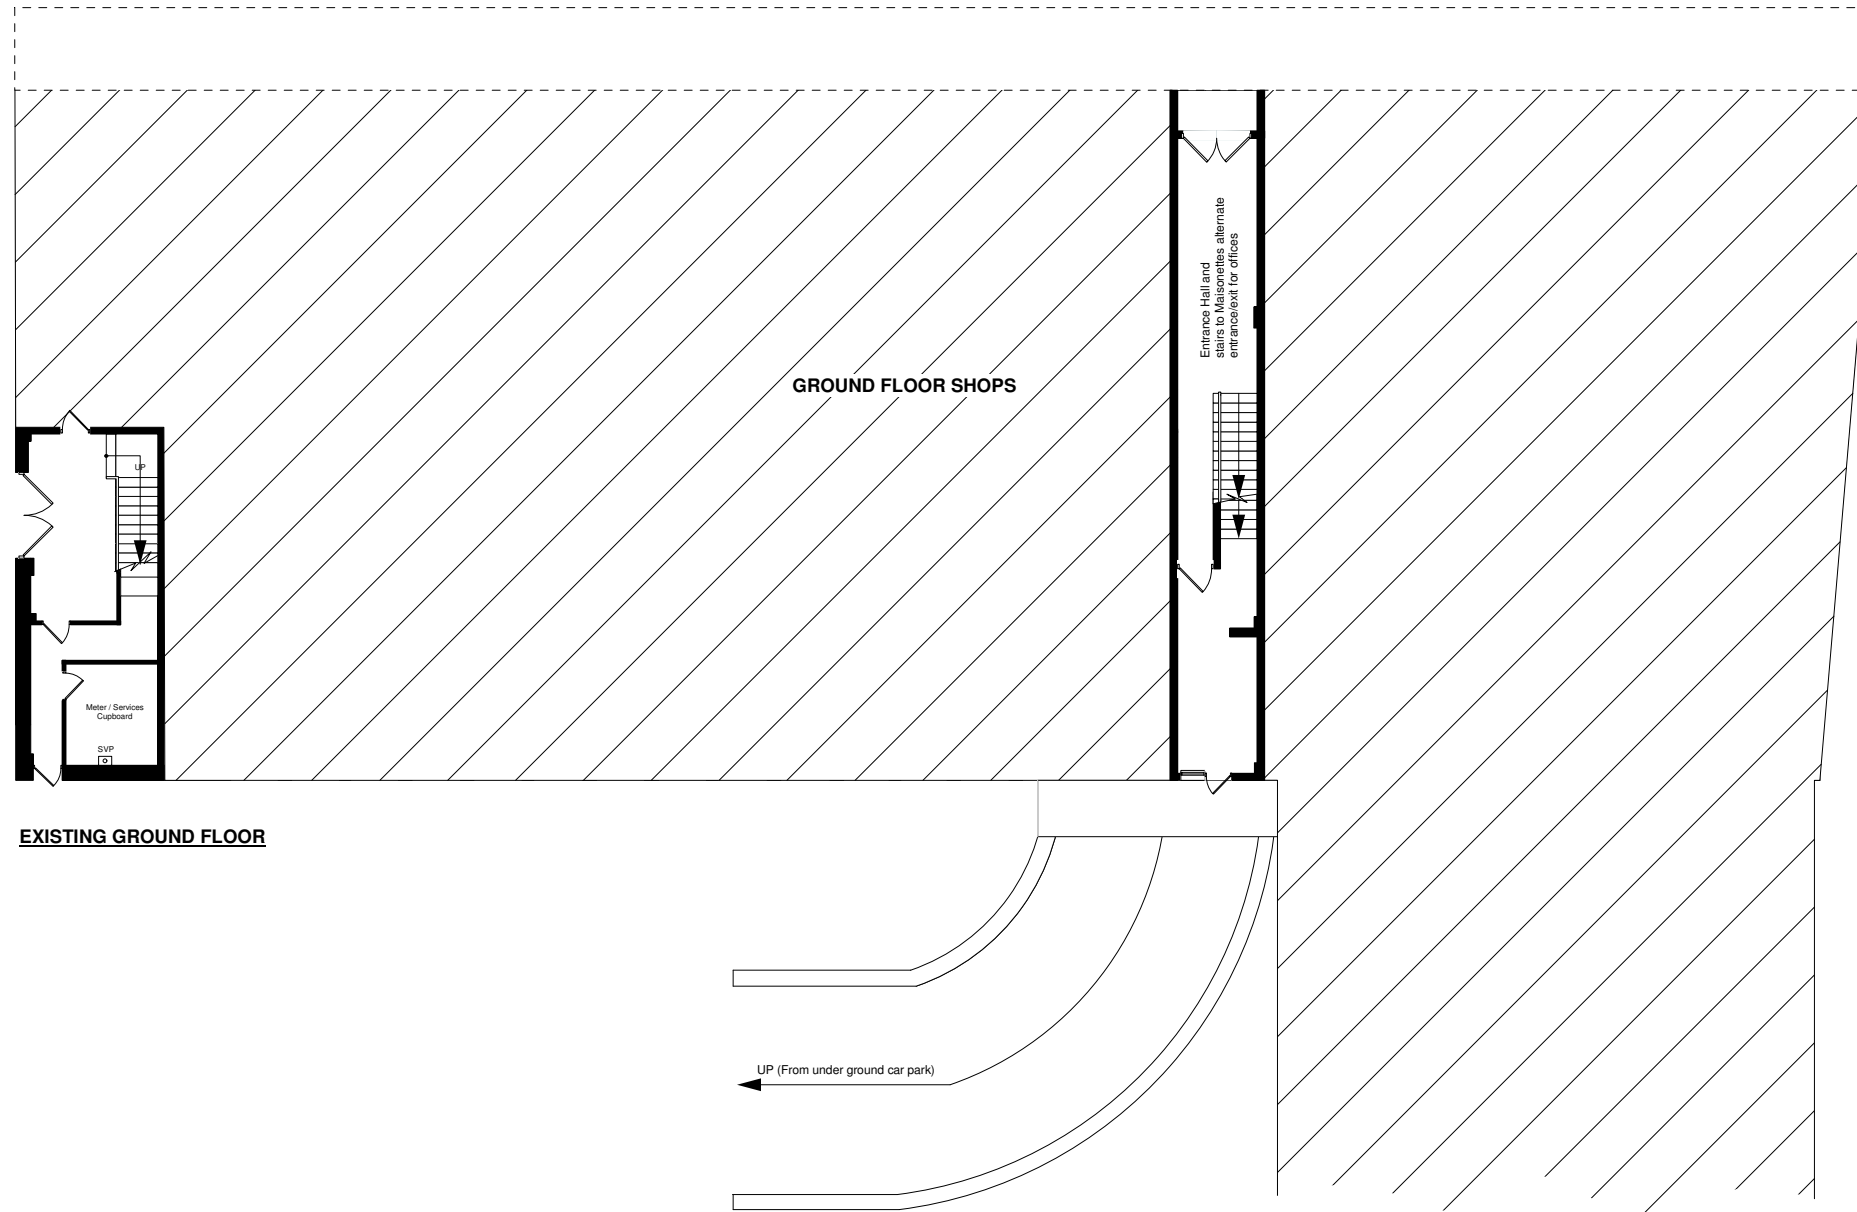 Entrance Hall and
stairs to Maisonettes alternate
entrance/exit for offices
GROUND FLOOR SHOPS
UP
Meter / Services
Cupboard
SVP
EXISTING GROUND FLOOR
UP (From under ground car park)